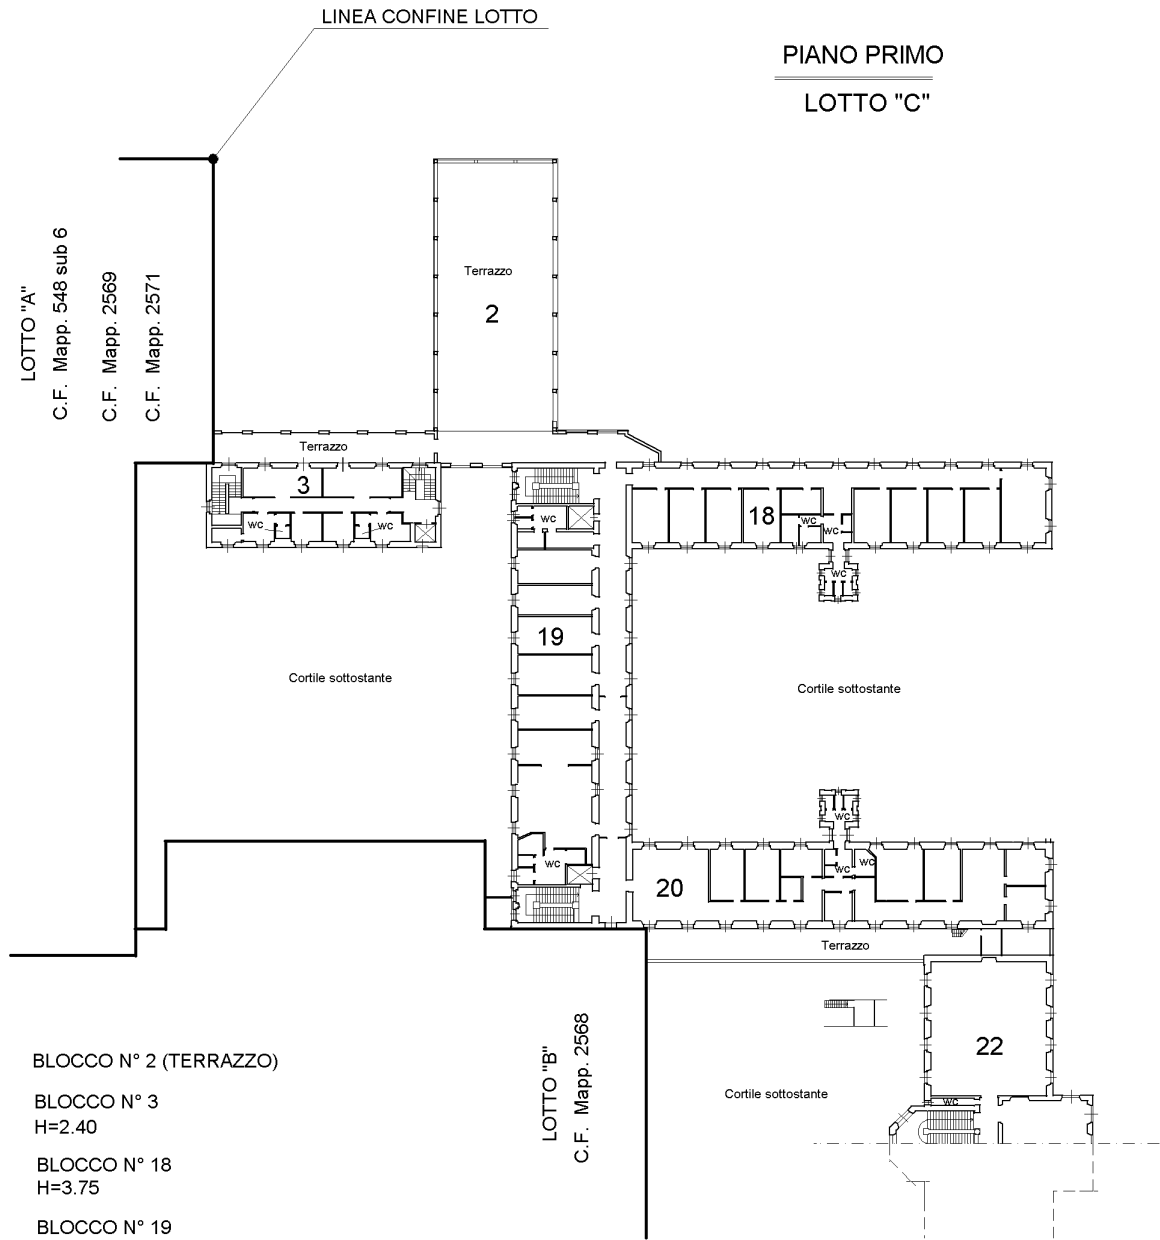 LINEA CONFINE LOTTO
PIANO PRIMO
LOTTO "C"
LOTTO "A"
C.F. Mapp. 548 sub 6
C.F. Mapp. 2569
C.F. Mapp. 2571
Terrazzo
2
Terrazzo
3
WC
WC
WC
18
WC
WC
WC
19
Cortile sottostante
Cortile sottostante
WC
WC
WC
WC
20
Terrazzo
22
Cortile sottostante
WC
LOTTO "B"
C.F. Mapp. 2568
BLOCCO N° 2 (TERRAZZO)
BLOCCO N° 3
H=2.40
BLOCCO N° 18
H=3.75
BLOCCO N° 19